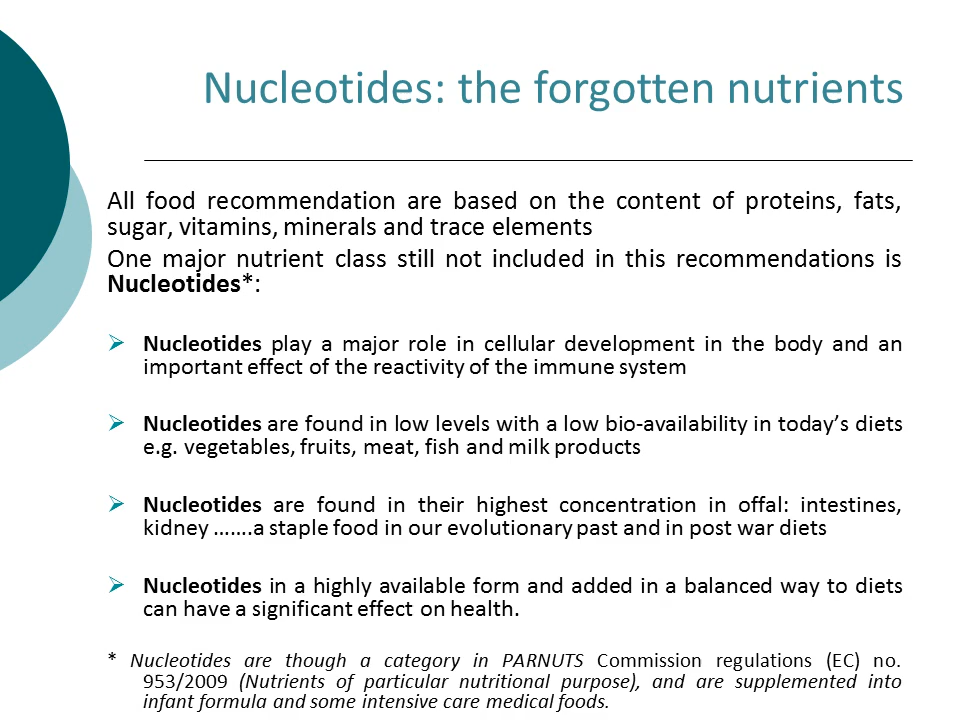 Nucleotides: the forgotten nutrients
All food recommendation are based on the content of proteins, fats,
sugar, vitamins, minerals and trace elements
One major nutrient class still not included in this recommendations is
Nucleotides*:
Nucleotides play a major role in cellular development in the body and an
important effect of the reactivity of the immune system
Nucleotides are found in low levels with a low bio-availability in today’s diets
e.g. vegetables, fruits, meat, fish and milk products
Nucleotides are found in their highest concentration in offal: intestines,
kidney …….a staple food in our evolutionary past and in post war diets
Nucleotides in a highly available form and added in a balanced way to diets
can have a significant effect on health.
* Nucleotides are though a category in PARNUTS Commission regulations (EC) no.
953/2009 (Nutrients of particular nutritional purpose), and are supplemented into
infant formula and some intensive care medical foods.